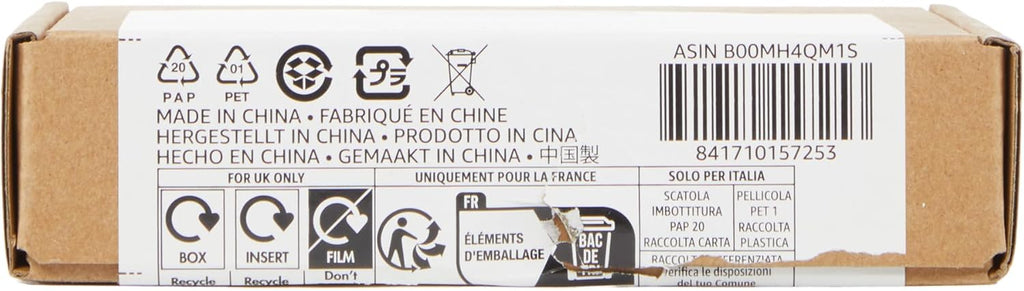 20
PAP
01
PET
プラ
ASIN B00MH4QM1S
841710157253
MADE IN CHINA • FABRIQUÉ EN CHINE
HERGESTELLT IN CHINA • PRODOTTO IN CINA
HECHO EN CHINA • GEMAAKT IN CHINA • 中国製
FOR UK ONLY
BOX
INSERT
FILM
Recycle
Recycle
Don't
UNIQUEMENT POUR LA FRANCE
FR
ÉLÉMENTS
D'EMBALLAGE
BAC
DE
SOLO PER ITALIA
SCATOLA
IMBOTTITURA
PAP 20
RACCOLTA CARTA
PELLICOLA
PET 1
RACCOLTA
PLASTICA
Verifica le disposizioni
del tuo Comune